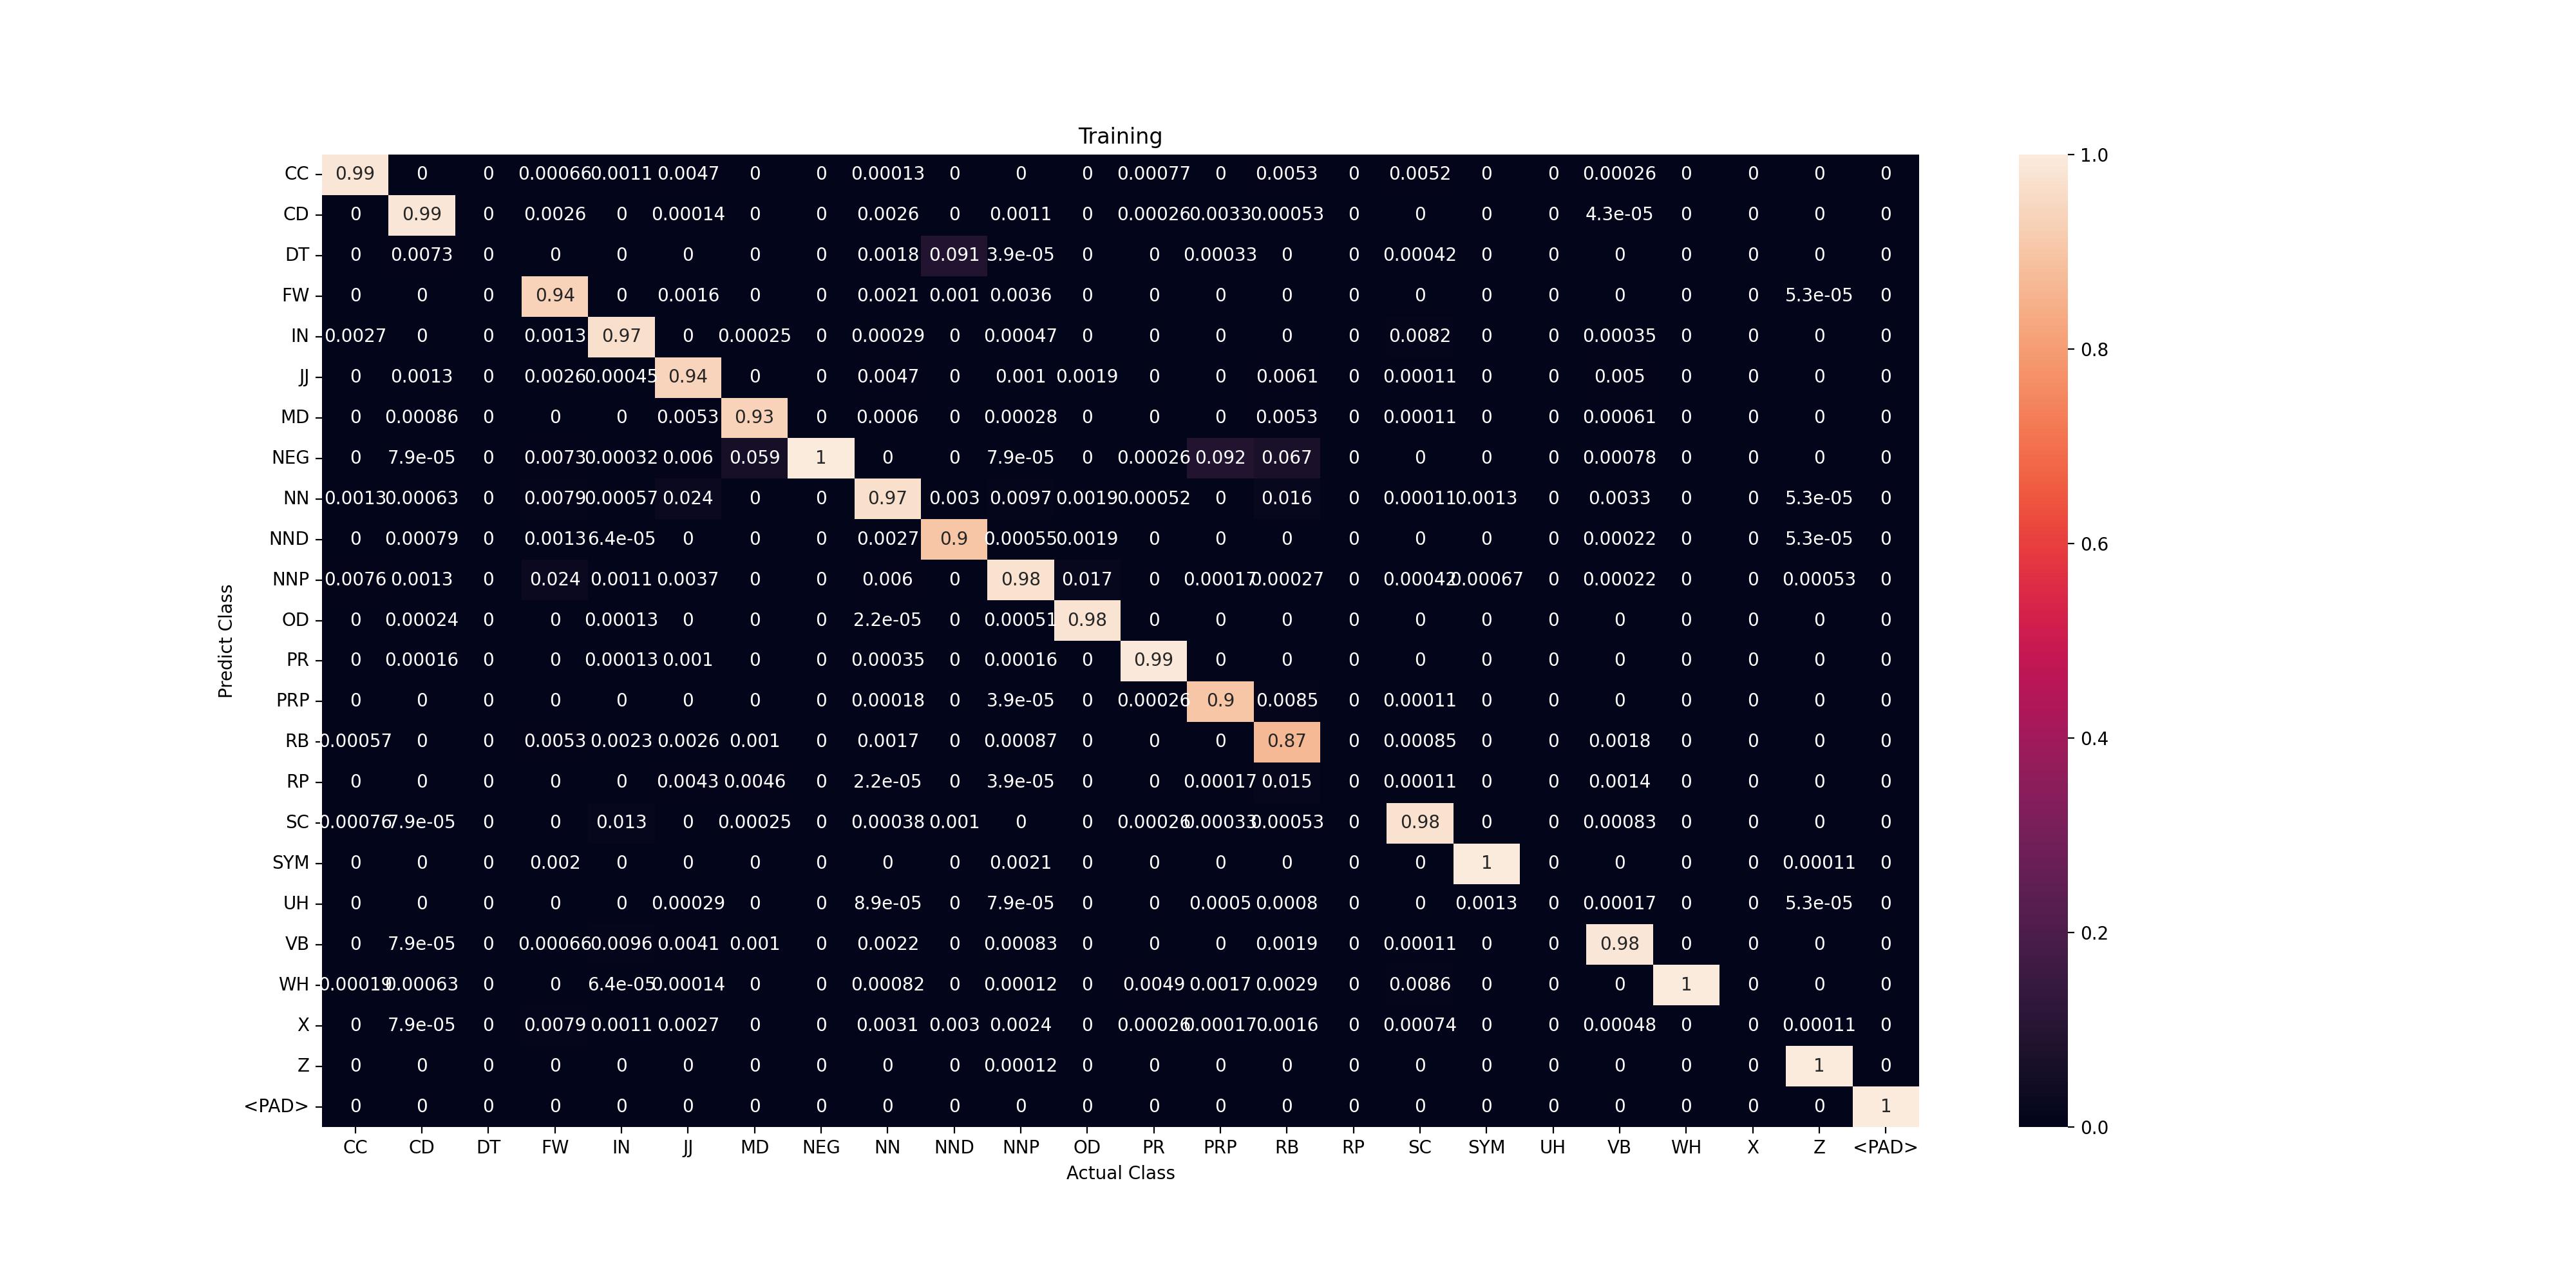 Training
CC 0.99 0 0 0.00066 0.0011 0.0047 0 0 0.00013 0 0 0 0.00077 0 0.0053 0 0.0052 0 0 0.00026 0 0 0 0 1.0
CD 0 0.99 0 0.0026 0 0.00014 0 0 0.0026 0 0.0011 0 0.00026 0.0033 0.00053 0 0 0 0 4.3e-05 0 0 0 0
DT 0 0.0073 0 0 0 0 0 0 0.0018 0.091 3.9e-05 0 0 0.00033 0 0 0.00042 0 0 0 0 0 0 0
FW 0 0 0 0.94 0 0.0016 0 0 0.0021 0.001 0.0036 0 0 0 0 0 0 0 0 0 0 0 5.3e-05 0
IN 0.0027 0 0 0.0013 0.97 0 0.00025 0 0.00029 0 0.00047 0 0 0 0 0 0.0082 0 0 0.00035 0 0 0 0 0.8
JJ 0 0.0013 0 0.0026 0.00045 0.94 0 0 0.0047 0 0.001 0.0019 0 0 0.0061 0 0.00011 0 0 0.005 0 0 0 0
MD 0 0.00086 0 0 0 0.0053 0.93 0 0.0006 0 0.00028 0 0 0 0.0053 0 0.00011 0 0 0.00061 0 0 0 0
NEG 0 7.9e-05 0 0.0073 0.00032 0.006 0.059 1 0 0 7.9e-05 0 0.00026 0.092 0.067 0 0 0 0 0.00078 0 0 0 0
NN 0.0013 0.00063 0 0.0079 0.00057 0.024 0 0 0.97 0.003 0.0097 0.0019 0.00052 0 0.016 0 0.00011 0.0013 0 0.0033 0 0 5.3e-05 0
NND 0 0.00079 0 0.0013 6.4e-05 0 0 0 0.0027 0.9 0.00055 0.0019 0 0 0 0 0 0 0 0.00022 0 0 5.3e-05 0 0.6
NNP 0.0076 0.0013 0 0.024 0.0011 0.0037 0 0 0.006 0 0.98 0.017 0 0.00017 0.00027 0 0.00042 0.00067 0 0.00022 0 0 0.00053 0
OD 0 0.00024 0 0 0.00013 0 0 0 2.2e-05 0 0.00051 0.98 0 0 0 0 0 0 0 0 0 0 0 0
PR 0 0.00016 0 0 0.00013 0.001 0 0 0.00035 0 0.00016 0 0.99 0 0 0 0 0 0 0 0 0 0 0
PRP 0 0 0 0 0 0 0 0 0.00018 0 3.9e-05 0 0.00026 0.9 0.0085 0 0.00011 0 0 0 0 0 0 0
RB 0.00057 0 0 0.0053 0.0023 0.0026 0.001 0 0.0017 0 0.00087 0 0 0 0.87 0 0.00085 0 0 0.0018 0 0 0 0 0.4
RP 0 0 0 0 0 0.0043 0.0046 0 2.2e-05 0 3.9e-05 0 0 0.00017 0.015 0 0.00011 0 0 0.0014 0 0 0 0
SC 0.00076 7.9e-05 0 0 0.013 0 0.00025 0 0.00038 0.001 0 0 0.00026 0.00033 0.00053 0 0.98 0 0 0.00083 0 0 0 0
SYM 0 0 0 0.002 0 0 0 0 0 0 0.0021 0 0 0 0 0 0 1 0 0 0 0 0.00011 0
UH 0 0 0 0 0 0.00029 0 0 8.9e-05 0 7.9e-05 0 0 0.0005 0.0008 0 0 0.0013 0 0.00017 0 0 5.3e-05 0
VB 0 7.9e-05 0 0.00066 0.0096 0.0041 0.001 0 0.0022 0 0.00083 0 0 0 0.0019 0 0.00011 0 0 0.98 0 0 0 0 0.2
WH 0.00019 0.00063 0 0 6.4e-05 0.00014 0 0 0.00082 0 0.00012 0 0.0049 0.0017 0.0029 0 0.0086 0 0 0 1 0 0 0
X 0 7.9e-05 0 0.0079 0.0011 0.0027 0 0 0.0031 0.003 0.0024 0 0.00026 0.00017 0.0016 0 0.00074 0 0 0.00048 0 0 0.00011 0
Z 0 0 0 0 0 0 0 0 0 0 0.00012 0 0 0 0 0 0 0 0 0 0 0 1 0
<PAD> 0 0 0 0 0 0 0 0 0 0 0 0 0 0 0 0 0 0 0 0 0 0 0 1 0.0
CC CD DT FW IN JJ MD NEG NN NND NNP OD PR PRP RB RP SC SYM UH VB WH X Z <PAD>
Actual Class
Predict Class